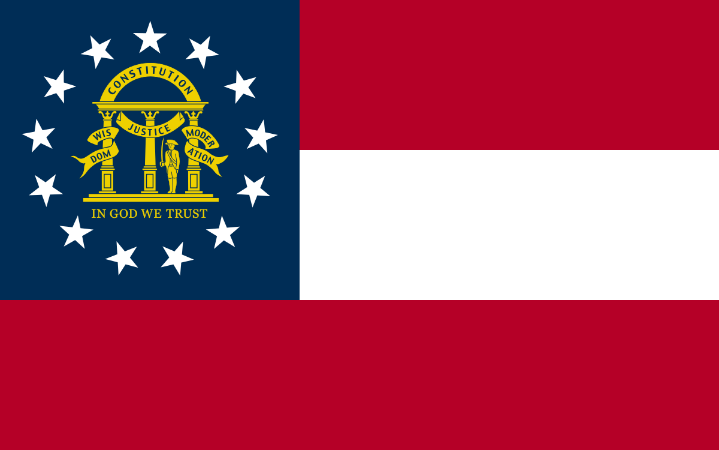 CONSTITUTION
JUSTICE
WIS
DOM
MODER
ATION
IN GOD WE TRUST